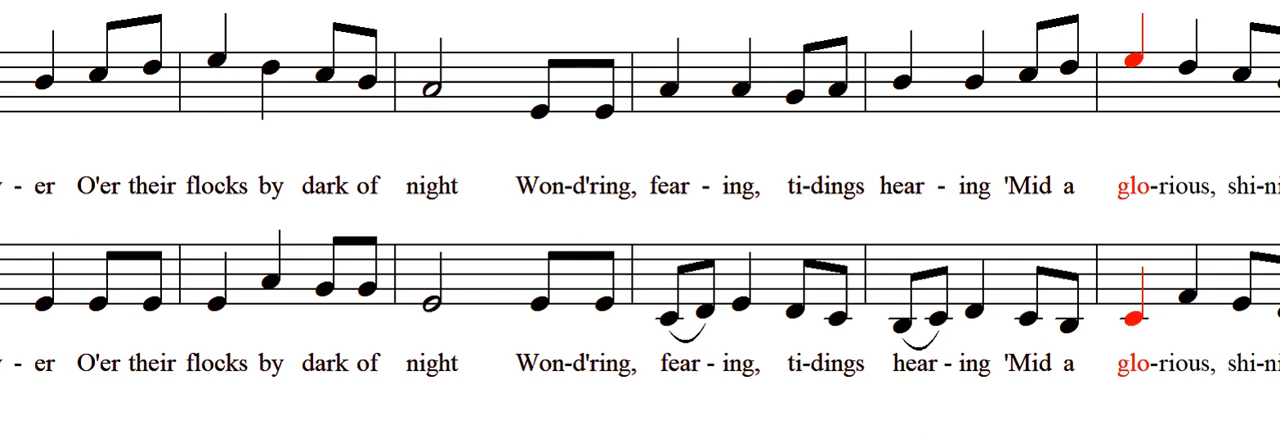 - er O'er their flocks by dark of night Won-d'ring, fear - ing, ti-dings hear - ing 'Mid a glo-rious, shi-ni
- er O'er their flocks by dark of night Won-d'ring, fear - ing, ti-dings hear - ing 'Mid a glo-rious, shi-ni